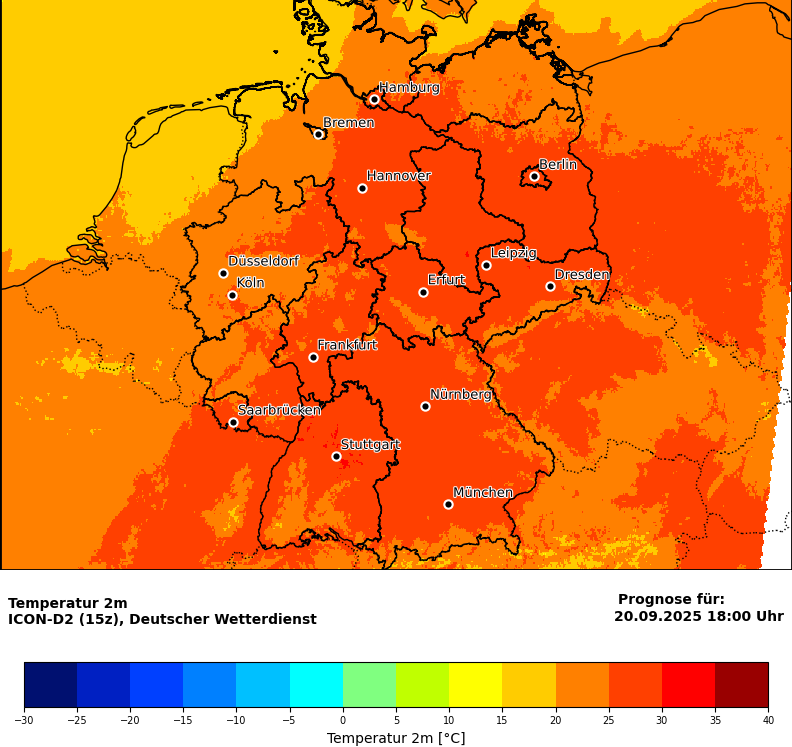 Hamburg
Bremen
Berlin
Hannover
Leipzig
Düsseldorf
Dresden
Köln
Erfurt
Frankfurt
Nürnberg
Saarbrücken
Stuttgart
München
Temperatur 2m
ICON-D2 (15z), Deutscher Wetterdienst
Prognose für:
20.09.2025 18:00 Uhr
−30 −25 −20 −15 −10 −5 0 5 10 15 20 25 30 35 40
Temperatur 2m [°C]